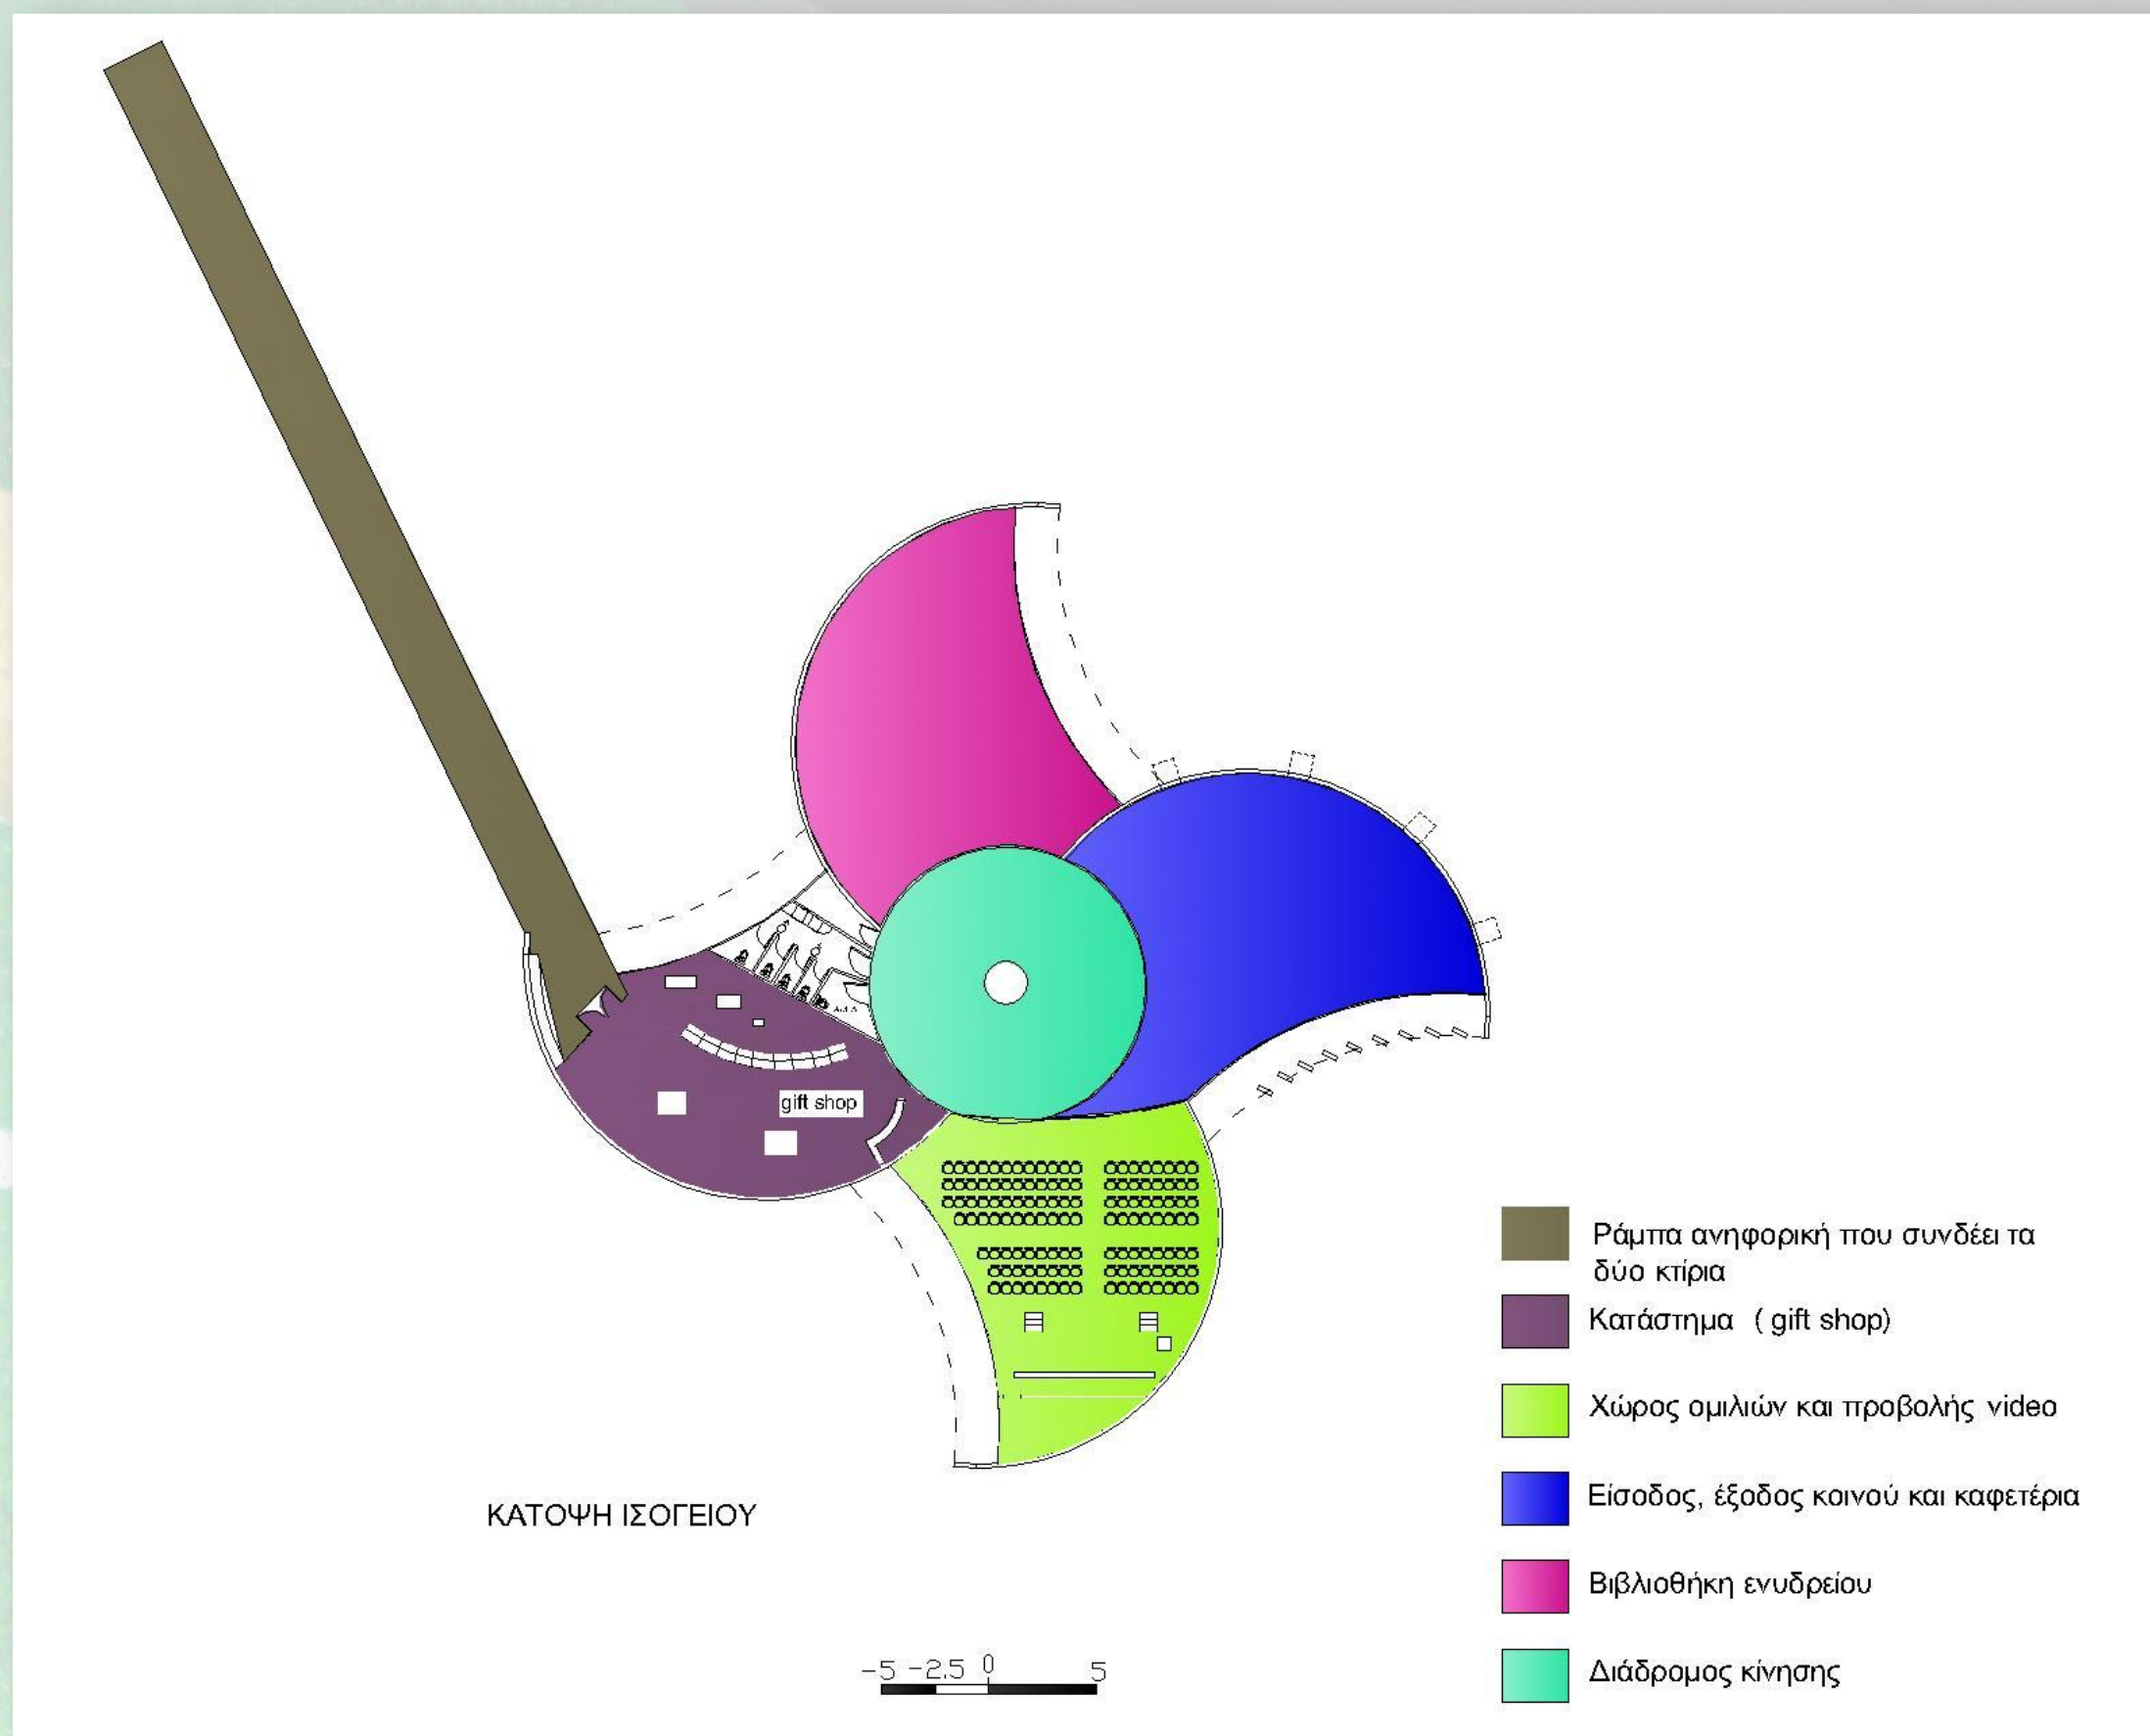 gift shop
Ράμπα ανηφορική που συνδέει τα
δύο κτίρια
Κατάστημα ( gift shop)
Χώρος ομιλιών και προβολής video
Είσοδος, έξοδος κοινού και καφετέρια
Βιβλιοθήκη ενυδρείου
Διάδρομος κίνησης
ΚΑΤΟΨΗ ΙΣΟΓΕΙΟΥ
-5 -2.5 0 5